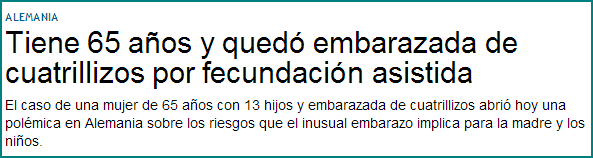 ALEMANIA
Tiene 65 años y quedó embarazada de
cuatrillizos por fecundación asistida
El caso de una mujer de 65 años con 13 hijos y embarazada de cuatrillizos abrió hoy una
polémica en Alemania sobre los riesgos que el inusual embarazo implica para la madre y los
niños.